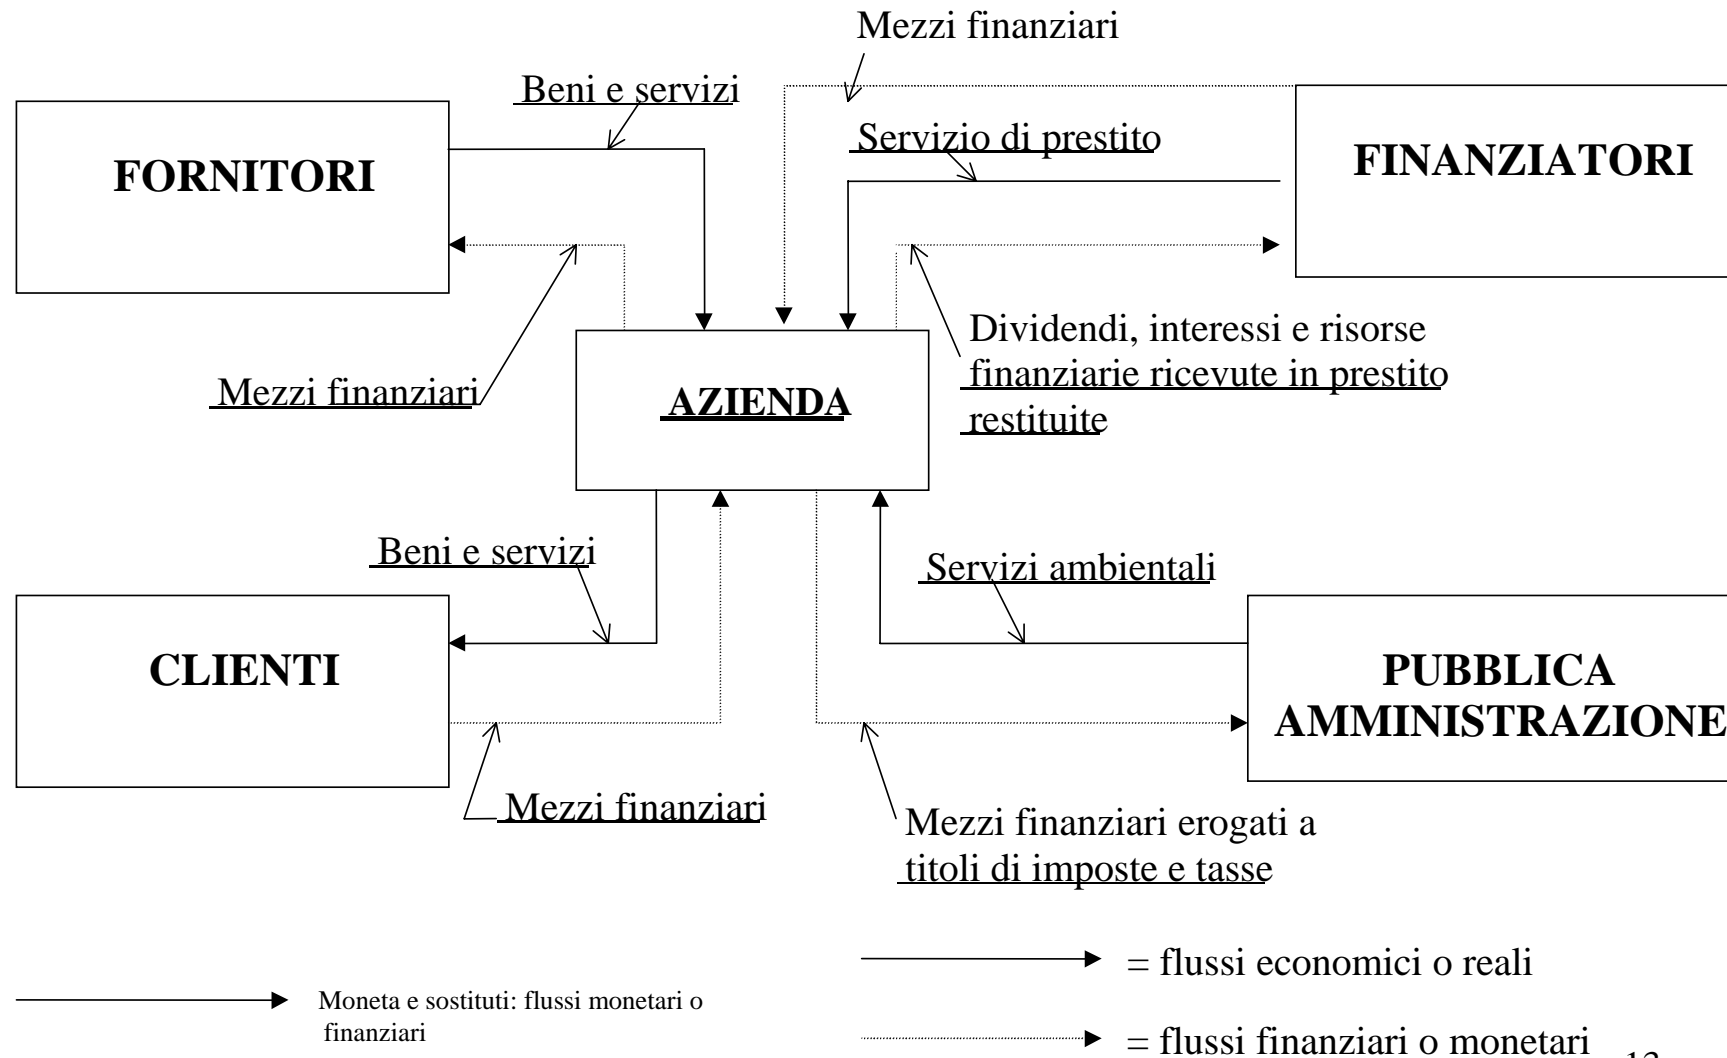 Mezzi finanziari
Beni e servizi
Servizio di prestito
FORNITORI
FINANZIATORI
Dividendi, interessi e risorse
finanziarie ricevute in prestito
restituite
Mezzi finanziari
AZIENDA
Beni e servizi
Servizi ambientali
CLIENTI
PUBBLICA
AMMINISTRAZIONE
Mezzi finanziari
Mezzi finanziari erogati a
titoli di imposte e tasse
= flussi economici o reali
Moneta e sostituti: flussi monetari o
finanziari
= flussi finanziari o monetari